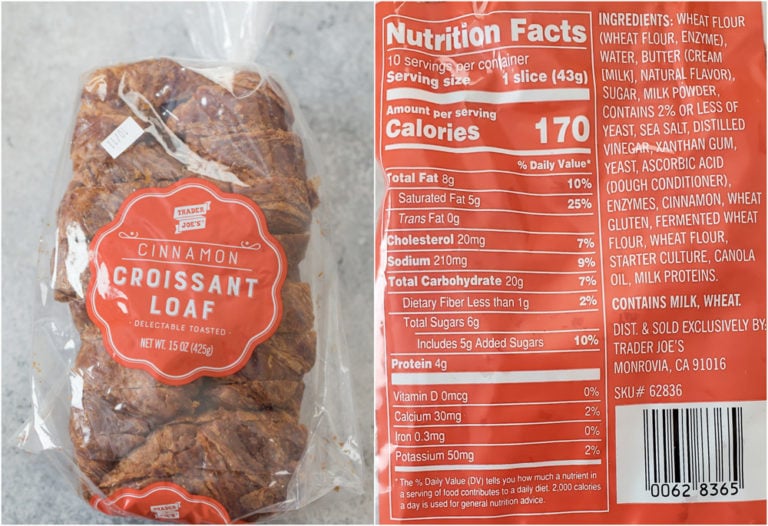 10/11
TRADER
JOE'S
CINNAMON
CROISSANT
LOAF
· DELECTABLE TOASTED ·
NET WT. 15 OZ (425g)
TRADER
JOE'S
Nutrition Facts
10 servings per container
Serving size 1 slice (43g)
Amount per serving
Calories 170
% Daily Value*
Total Fat 8g 10%
Saturated Fat 5g 25%
Trans Fat 0g
Cholesterol 20mg 7%
Sodium 210mg 9%
Total Carbohydrate 20g 7%
Dietary Fiber Less than 1g 2%
Total Sugars 6g
Includes 5g Added Sugars 10%
Protein 4g
Vitamin D 0mcg 0%
Calcium 30mg 2%
Iron 0.3mg 0%
Potassium 50mg 2%
* The % Daily Value (DV) tells you how much a nutrient in
a serving of food contributes to a daily diet. 2,000 calories
a day is used for general nutrition advice.
INGREDIENTS: WHEAT FLOUR
(WHEAT FLOUR, ENZYME),
WATER, BUTTER (CREAM
(MILK), NATURAL FLAVOR),
SUGAR, MILK POWDER,
CONTAINS 2% OR LESS OF
YEAST, SEA SALT, DISTILLED
VINEGAR, XANTHAN GUM,
YEAST, ASCORBIC ACID
(DOUGH CONDITIONER),
ENZYMES, CINNAMON, WHEAT
GLUTEN, FERMENTED WHEAT
FLOUR, WHEAT FLOUR,
STARTER CULTURE, CANOLA
OIL, MILK PROTEINS.
CONTAINS MILK, WHEAT.
DIST. & SOLD EXCLUSIVELY BY:
TRADER JOE'S
MONROVIA, CA 91016
SKU# 62836
0062 8365